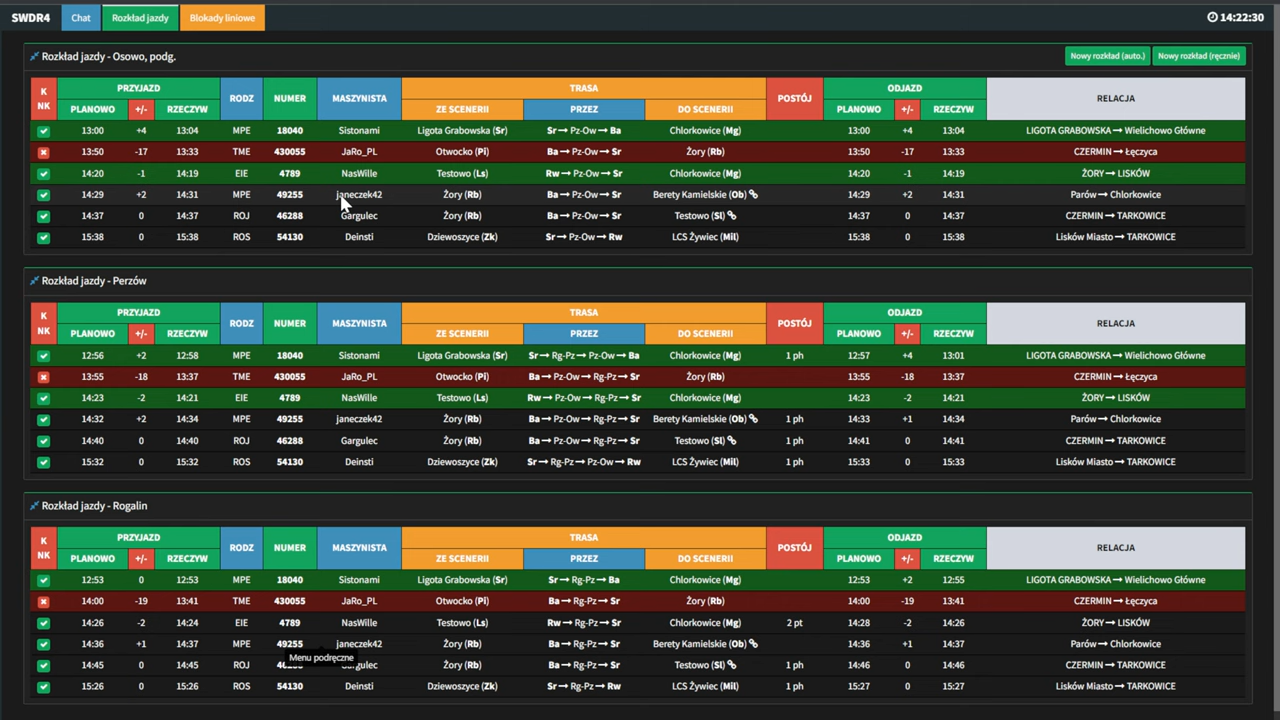 SWDR4 Chat Rozkład jazdy Blokady liniowe 14:22:30
Rozkład jazdy - Osowo, podg. Nowy rozkład (auto.) Nowy rozkład (ręcznie)
K NK PRZYJAZD RODZ NUMER MASZYNISTA TRASA POSTÓJ ODJAZD RELACJA
PLANOWO +/- RZECZYW ZE SCENERII PRZEZ DO SCENERII PLANOWO +/- RZECZYW
13:00 +4 13:04 MPE 18040 Sistonami Ligota Grabowska (Sr) Sr → Pz-Ow → Ba Chlorkowice (Mg) 13:00 +4 13:04 LIGOTA GRABOWSKA → Wielichowo Główne
13:50 -17 13:33 TME 430055 JaRo_PL Otwocko (Pi) Ba → Pz-Ow → Sr Żory (Rb) 13:50 -17 13:33 CZERMIN → Łęczyca
14:20 -1 14:19 EIE 4789 NasWille Testowo (Ls) Rw → Pz-Ow → Sr Żory (Rb) 14:20 -1 14:19 ŻORY → LISKÓW
14:29 +2 14:31 MPE 49255 janeczek42 Żory (Rb) Ba → Pz-Ow → Sr Berety Kamielskie (Ob) 14:29 +2 14:31 Parów → Chlorkowice
14:37 0 14:37 ROJ 46288 Gargulec Żory (Rb) Ba → Pz-Ow → Sr Testowo (Sl) 14:37 0 14:37 CZERMIN → TARKOWICE
15:38 0 15:38 ROS 54130 Deinsti Dziewoszyce (Zk) Sr → Pz-Ow → Rw LCS Żywiec (Mil) 15:38 0 15:38 Lisków Miasto → TARKOWICE
Rozkład jazdy - Perzów
K NK PRZYJAZD RODZ NUMER MASZYNISTA TRASA POSTÓJ ODJAZD RELACJA
PLANOWO +/- RZECZYW ZE SCENERII PRZEZ DO SCENERII PLANOWO +/- RZECZYW
12:56 +2 12:58 MPE 18040 Sistonami Ligota Grabowska (Sr) Sr → Rg-Pz → Pz-Ow → Ba Chlorkowice (Mg) 1 ph 12:57 +4 13:01 LIGOTA GRABOWSKA → Wielichowo Główne
13:55 -18 13:37 TME 430055 JaRo_PL Otwocko (Pi) Ba → Pz-Ow → Rg-Pz → Sr Żory (Rb) 13:55 -18 13:37 CZERMIN → Łęczyca
14:23 -2 14:21 EIE 4789 NasWille Testowo (Ls) Rw → Pz-Ow → Rg-Pz → Sr Żory (Rb) 14:23 -2 14:21 ŻORY → LISKÓW
14:32 +2 14:34 MPE 49255 janeczek42 Żory (Rb) Ba → Pz-Ow → Rg-Pz → Sr Berety Kamielskie (Ob) 1 ph 14:33 +1 14:34 Parów → Chlorkowice
14:40 0 14:40 ROJ 46288 Gargulec Żory (Rb) Ba → Pz-Ow → Rg-Pz → Sr Testowo (Sl) 1 ph 14:41 0 14:41 CZERMIN → TARKOWICE
15:32 0 15:32 ROS 54130 Deinsti Dziewoszyce (Zk) Sr → Rg-Pz → Pz-Ow → Rw LCS Żywiec (Mil) 1 ph 15:33 0 15:33 Lisków Miasto → TARKOWICE
Rozkład jazdy - Rogalin
K NK PRZYJAZD RODZ NUMER MASZYNISTA TRASA POSTÓJ ODJAZD RELACJA
PLANOWO +/- RZECZYW ZE SCENERII PRZEZ DO SCENERII PLANOWO +/- RZECZYW
12:53 0 12:53 MPE 18040 Sistonami Ligota Grabowska (Sr) Sr → Rg-Pz → Ba Chlorkowice (Mg) 12:53 +2 12:55 LIGOTA GRABOWSKA → Wielichowo Główne
14:00 -19 13:41 TME 430055 JaRo_PL Otwocko (Pi) Ba → Rg-Pz → Sr Żory (Rb) 14:00 -19 13:41 CZERMIN → Łęczyca
14:26 -2 14:24 EIE 4789 NasWille Testowo (Ls) Rw → Rg-Pz → Sr Żory (Rb) 2 pt 14:28 -2 14:26 ŻORY → LISKÓW
14:36 +1 14:37 MPE 49255 janeczek42 Żory (Rb) Ba → Rg-Pz → Sr Berety Kamielskie (Ob) 14:36 +1 14:37 Parów → Chlorkowice
Menu podręczne
14:45 0 14:45 ROJ Gargulec Żory (Rb) Ba → Rg-Pz → Sr Testowo (Sl) 1 ph 14:46 0 14:46 CZERMIN → TARKOWICE
15:26 0 15:26 ROS 54130 Deinsti Dziewoszyce (Zk) Sr → Rg-Pz → Rw LCS Żywiec (Mil) 1 ph 15:27 0 15:27 Lisków Miasto → TARKOWICE